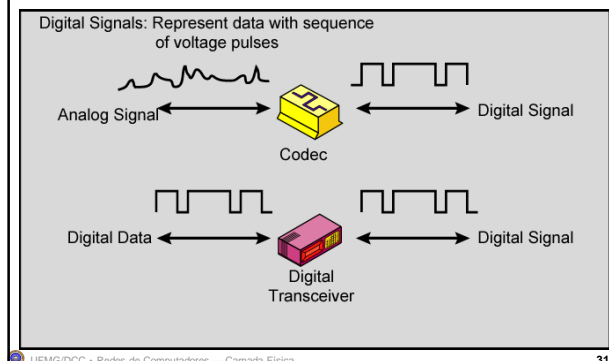 Digital Signals: Represent data with sequence
of voltage pulses
Analog Signal
Digital Signal
Codec
Digital Data
Digital Signal
Digital
Transceiver
UFMG/DCC • Redes de Computadores – Camada Física
31